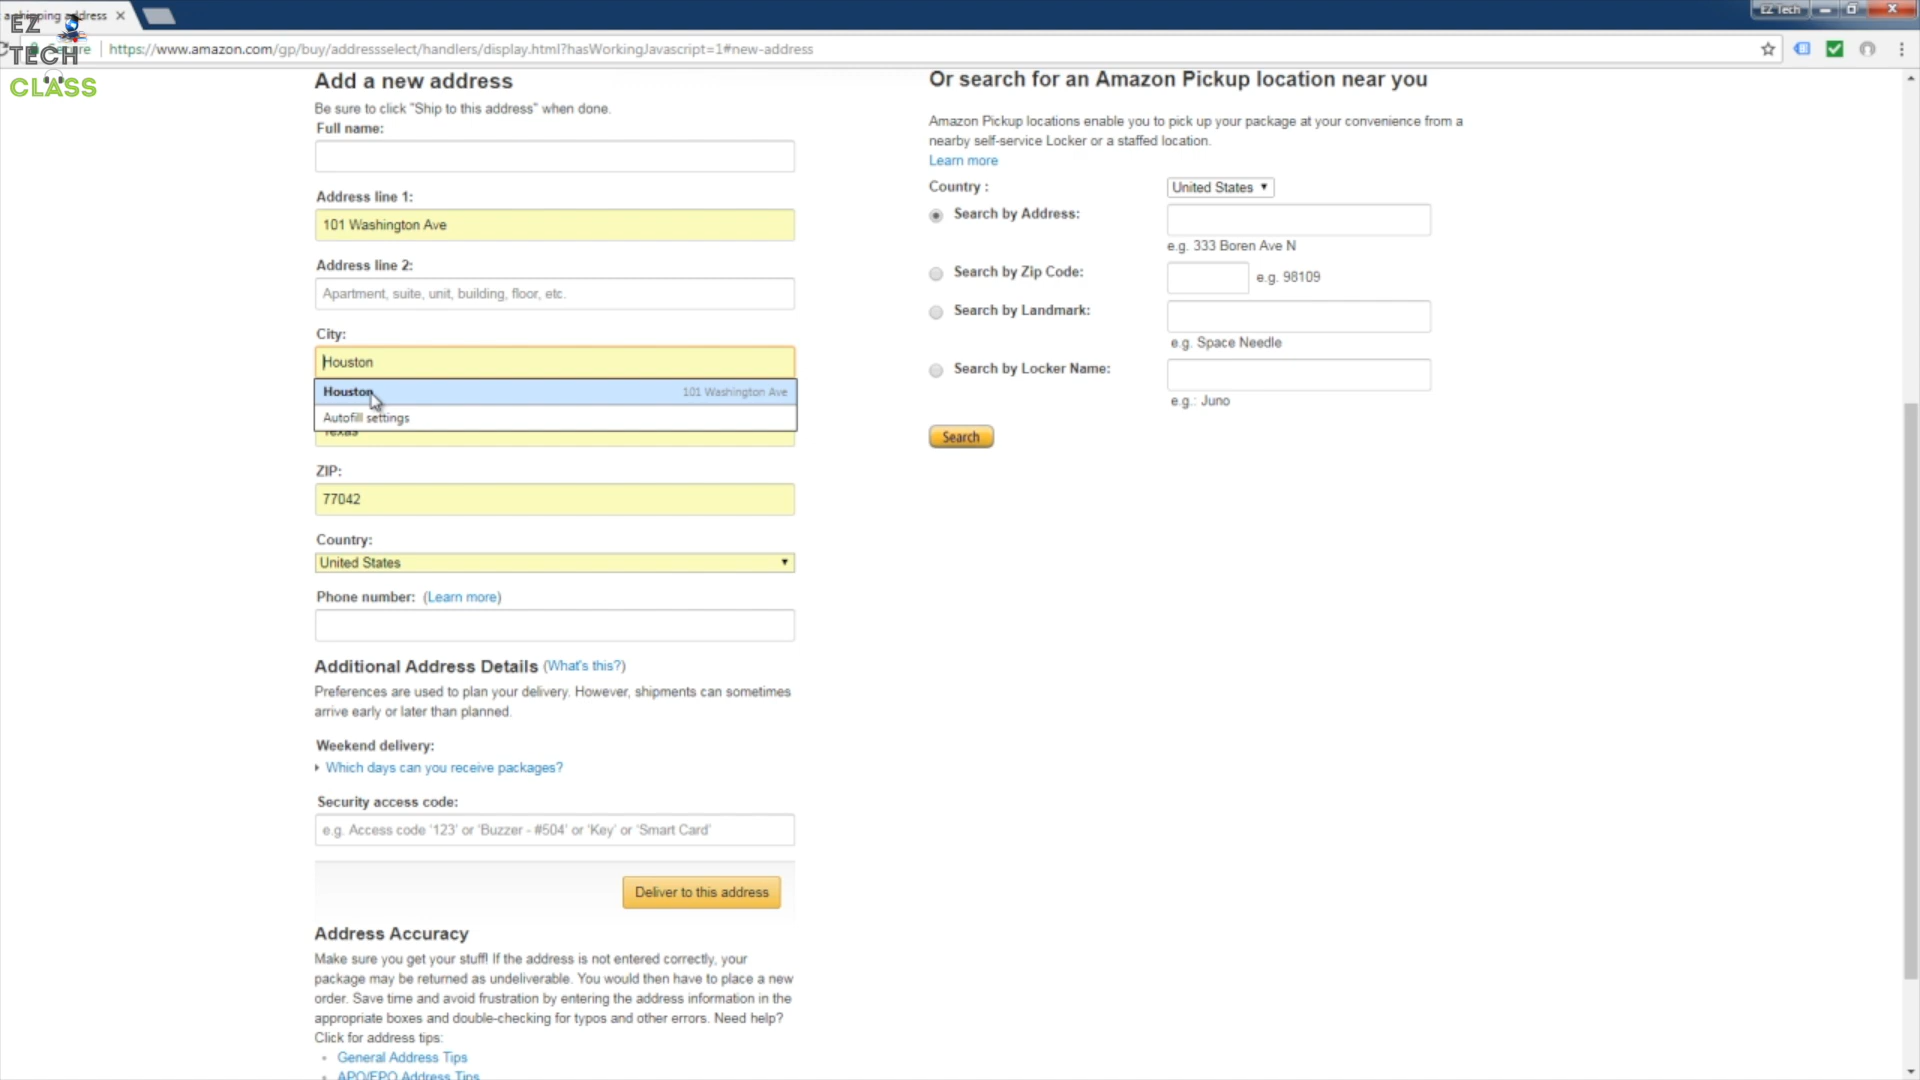 a shipping address
EZ Tech
EZ
TECH
CLASS
https://www.amazon.com/gp/buy/addressselect/handlers/display.html?hasWorkingJavascript=1#new-address
Add a new address
Be sure to click "Ship to this address" when done.
Full name:
Address line 1:
101 Washington Ave
Address line 2:
Apartment, suite, unit, building, floor, etc.
City:
Houston
Houston 101 Washington Ave
Autofill settings
Texas
ZIP:
77042
Country:
United States
Phone number: (Learn more)
Additional Address Details (What's this?)
Preferences are used to plan your delivery. However, shipments can sometimes
arrive early or later than planned.
Weekend delivery:
Which days can you receive packages?
Security access code:
e.g. Access code '123' or 'Buzzer - #504' or 'Key' or 'Smart Card'
Deliver to this address
Address Accuracy
Make sure you get your stuff! If the address is not entered correctly, your
package may be returned as undeliverable. You would then have to place a new
order. Save time and avoid frustration by entering the address information in the
appropriate boxes and double-checking for typos and other errors. Need help?
Click for address tips:
General Address Tips
APO/FPO Address Tips
Or search for an Amazon Pickup location near you
Amazon Pickup locations enable you to pick up your package at your convenience from a
nearby self-service Locker or a staffed location.
Learn more
Country : United States
Search by Address:
e.g. 333 Boren Ave N
Search by Zip Code: e.g. 98109
Search by Landmark:
e.g. Space Needle
Search by Locker Name:
e.g.: Juno
Search